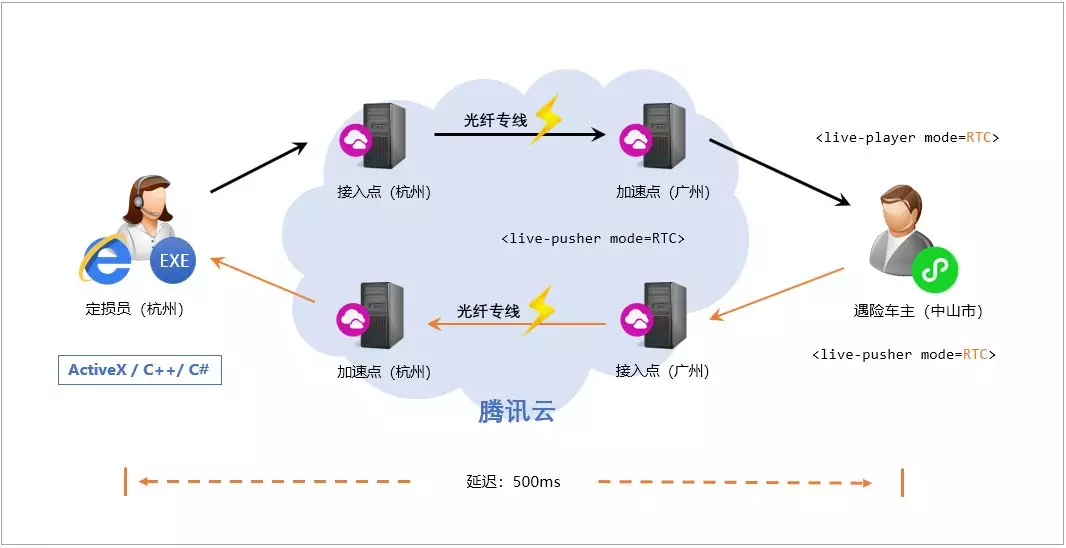 光纤专线
<live-player mode=RTC>
接入点（杭州）
加速点（广州）
<live-pusher mode=RTC>
EXE
定损员（杭州）
光纤专线
遇险车主（中山市）
<live-pusher mode=RTC>
ActiveX / C++/ C#
加速点（杭州）
接入点（广州）
腾讯云
延迟：500ms